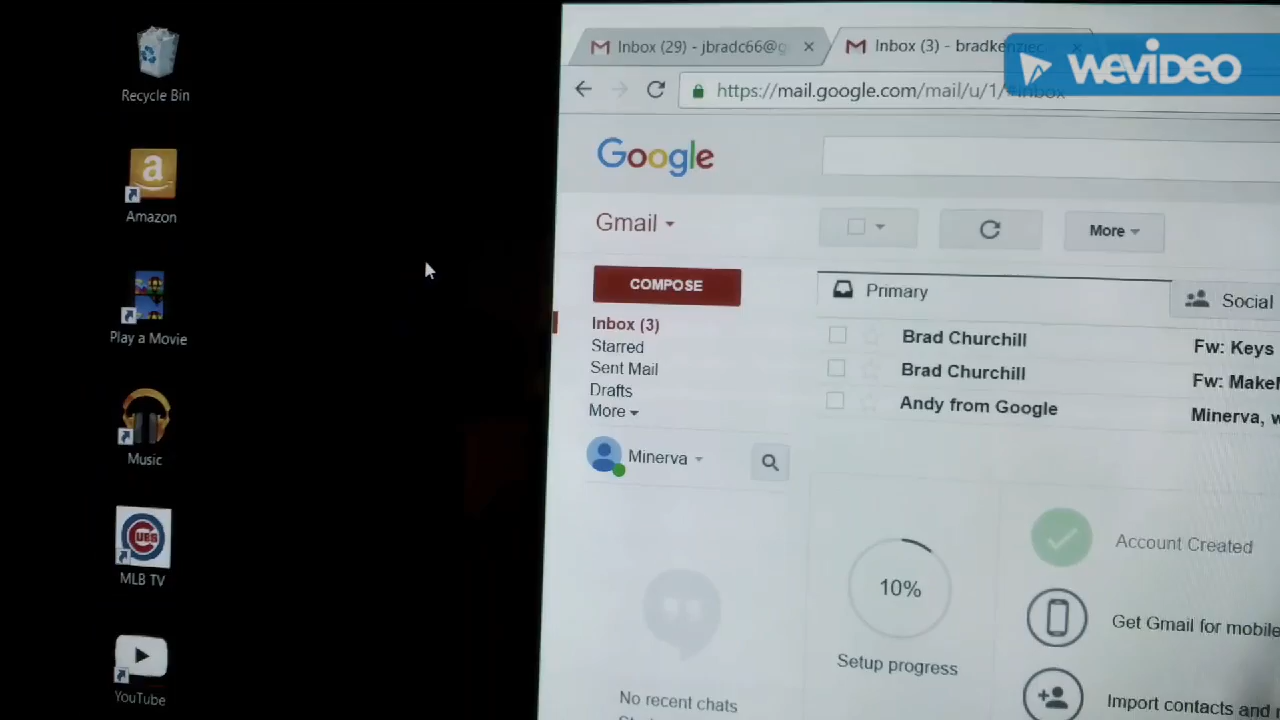 Recycle Bin
Amazon
Play a Movie
Music
CUBS
MLB TV
YouTube
Inbox (29) - jbradc66@g
Inbox (3) -
WEVIDEO
https://mail.google.com/mail/u/1/#inbox
Google
Gmail
More
COMPOSE
Primary
Social
Inbox (3)
Starred
Sent Mail
Drafts
More
Brad Churchill Fw: Keys
Brad Churchill Fw: MakeM
Andy from Google Minerva, w
Minerva
10%
Setup progress
Account Created
Get Gmail for mobile
Import contacts and
No recent chats